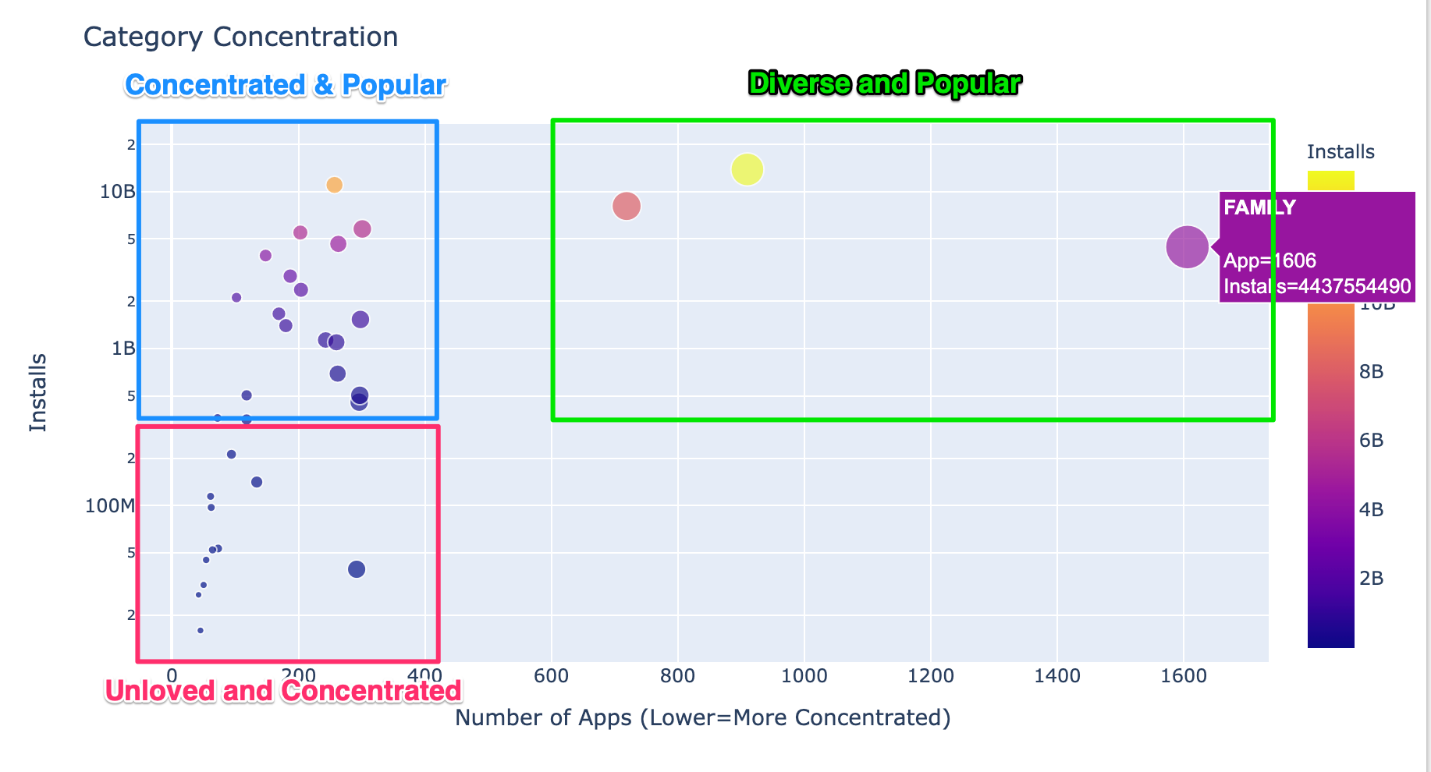 Category Concentration
Concentrated & Popular
Diverse and Popular
Installs
2
10B
5
2
1B
5
2
100M
5
2
Installs
FAMILY
App=1606
Installs=4437554490
10B
8B
6B
4B
2B
0 200 400 600 800 1000 1200 1400 1600
Unloved and Concentrated
Number of Apps (Lower=More Concentrated)